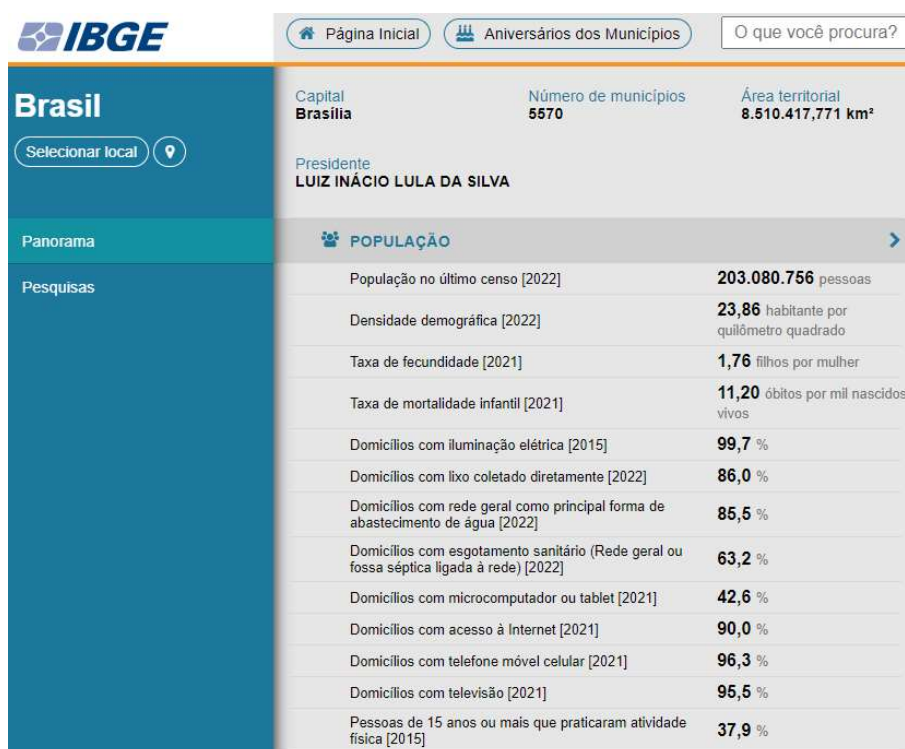 IBGE
Página Inicial
Aniversários dos Municípios
O que você procura?
Brasil
Selecionar local
Capital
Brasília
Número de municípios
5570
Área territorial
8.510.417,771 km²
Presidente
LUIZ INÁCIO LULA DA SILVA
Panorama
Pesquisas
POPULAÇÃO
População no último censo [2022] 203.080.756 pessoas
Densidade demográfica [2022] 23,86 habitante por
quilômetro quadrado
Taxa de fecundidade [2021] 1,76 filhos por mulher
Taxa de mortalidade infantil [2021] 11,20 óbitos por mil nascidos
vivos
Domicílios com iluminação elétrica [2015] 99,7 %
Domicílios com lixo coletado diretamente [2022] 86,0 %
Domicílios com rede geral como principal forma de
abastecimento de água [2022] 85,5 %
Domicílios com esgotamento sanitário (Rede geral ou
fossa séptica ligada à rede) [2022] 63,2 %
Domicílios com microcomputador ou tablet [2021] 42,6 %
Domicílios com acesso à Internet [2021] 90,0 %
Domicílios com telefone móvel celular [2021] 96,3 %
Domicílios com televisão [2021] 95,5 %
Pessoas de 15 anos ou mais que praticaram atividade
física [2015] 37,9 %